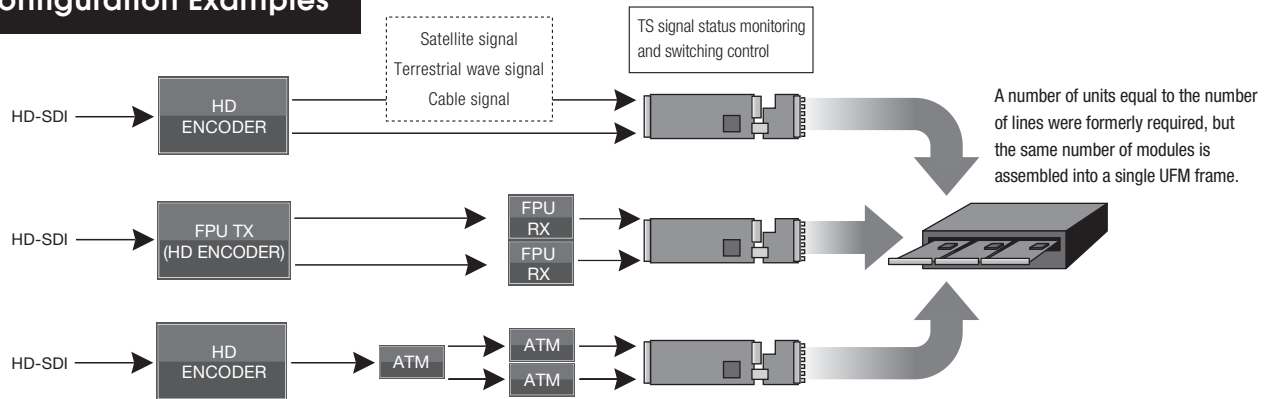 onfiguration Examples
Satellite signal
Terrestrial wave signal
Cable signal
TS signal status monitoring
and switching control
HD-SDI
HD
ENCODER
A number of units equal to the number
of lines were formerly required, but
the same number of modules is
assembled into a single UFM frame.
HD-SDI
FPU TX
(HD ENCODER)
FPU
RX
FPU
RX
HD-SDI
HD
ENCODER
ATM
ATM
ATM